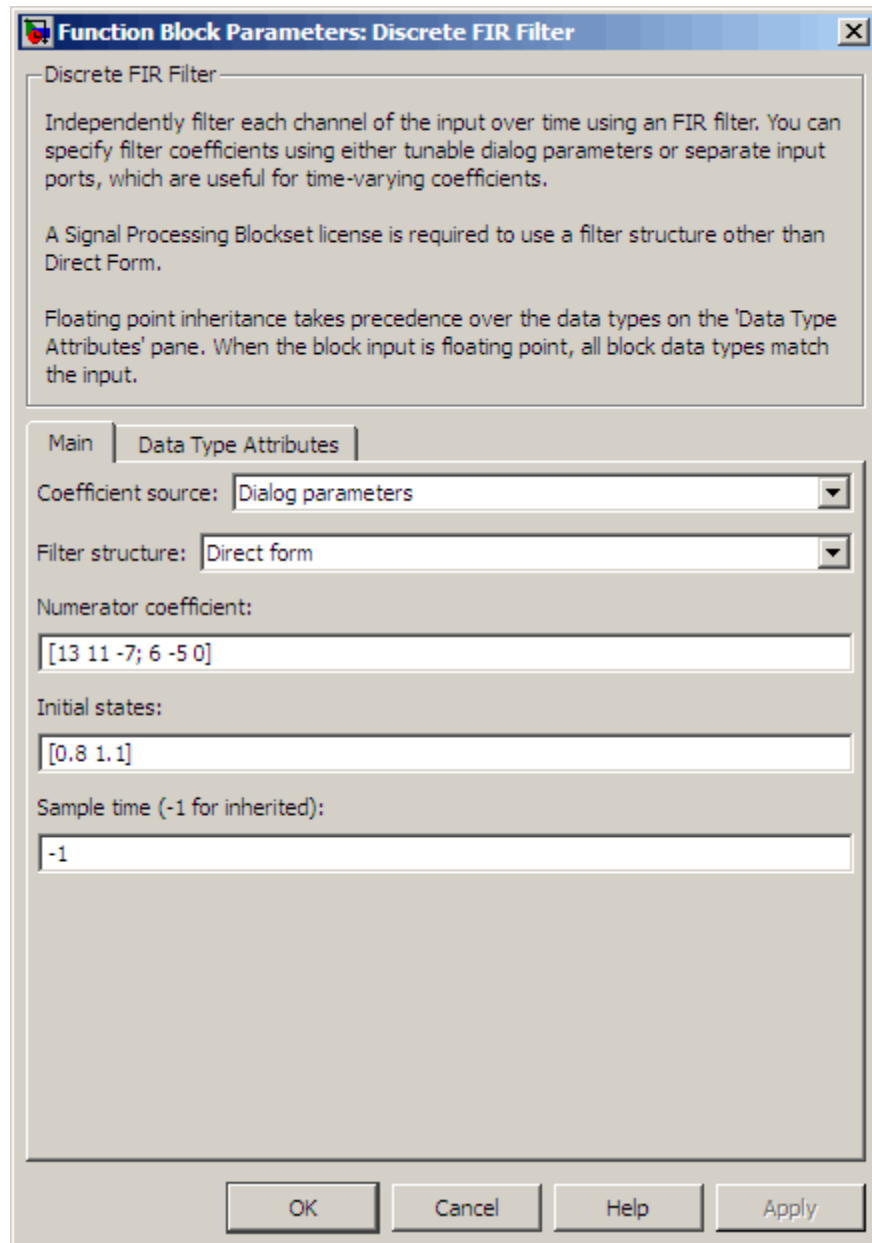 Function Block Parameters: Discrete FIR Filter
Discrete FIR Filter
Independently filter each channel of the input over time using an FIR filter. You can
specify filter coefficients using either tunable dialog parameters or separate input
ports, which are useful for time-varying coefficients.
A Signal Processing Blockset license is required to use a filter structure other than
Direct Form.
Floating point inheritance takes precedence over the data types on the 'Data Type
Attributes' pane. When the block input is floating point, all block data types match
the input.
Main Data Type Attributes
Coefficient source: Dialog parameters
Filter structure: Direct form
Numerator coefficient:
[13 11 -7; 6 -5 0]
Initial states:
[0.8 1.1]
Sample time (-1 for inherited):
-1
OK Cancel Help Apply